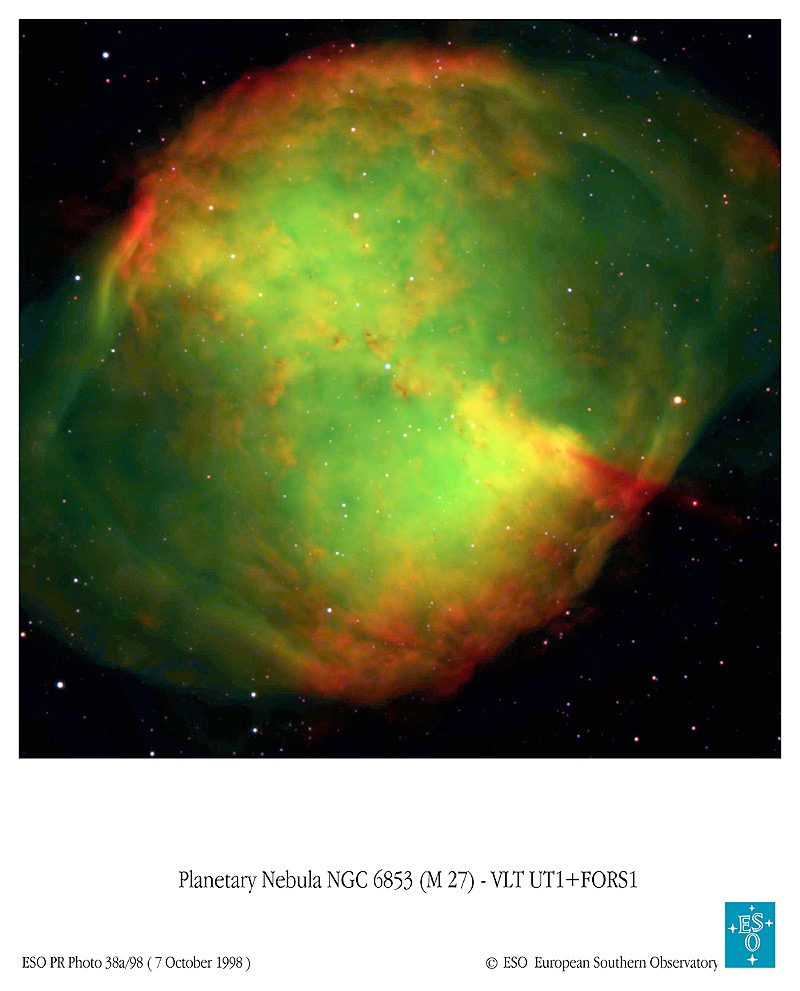 Planetary Nebula NGC 6853 (M 27) - VLT UT1+FORS1
ESO PR Photo 38a/98 ( 7 October 1998 )
© ESO European Southern Observatory
ESO